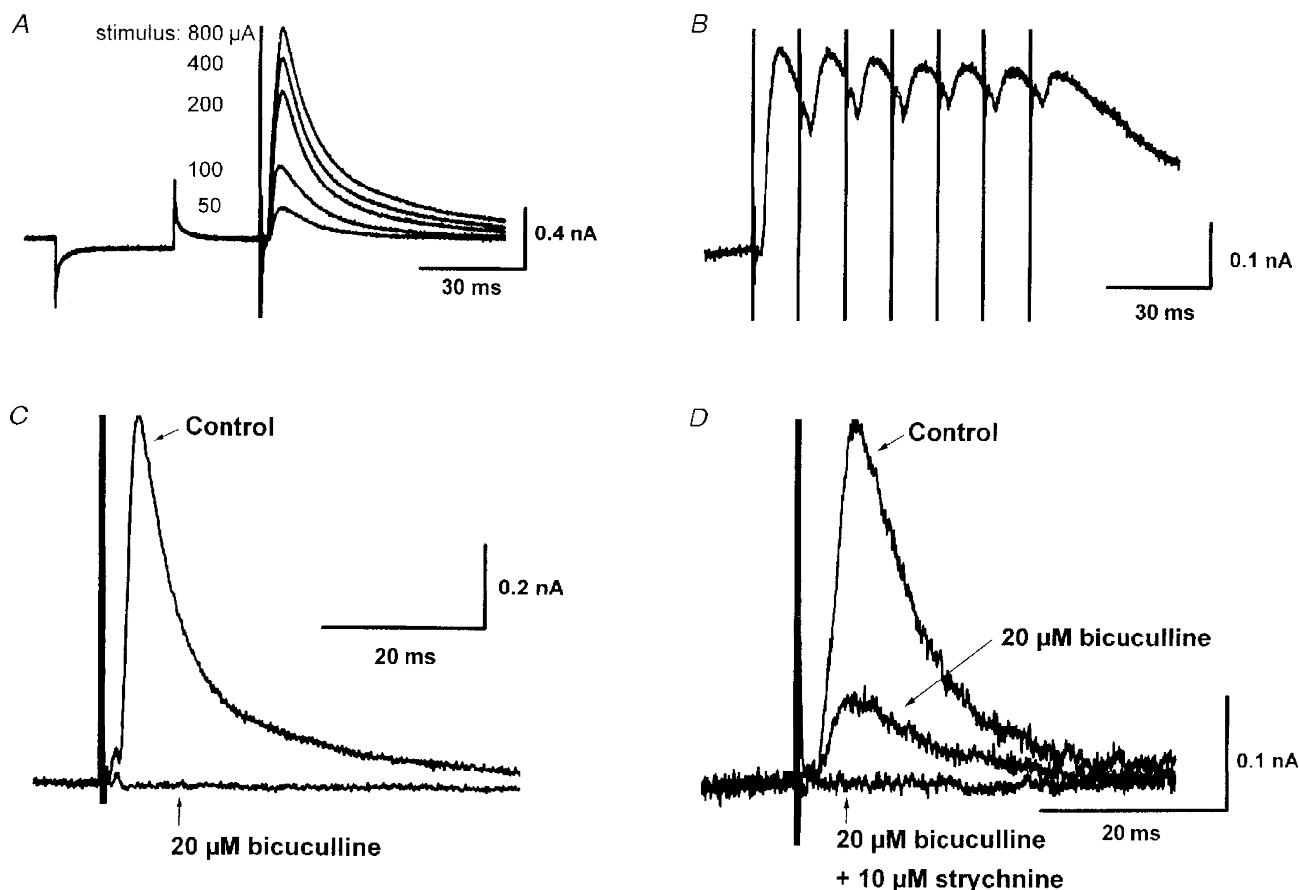 A
stimulus: 800 µA
400
200
100
50
0.4 nA
30 ms
B
0.1 nA
30 ms
C
Control
0.2 nA
20 ms
20 µM bicuculline
D
Control
20 µM bicuculline
0.1 nA
20 ms
20 µM bicuculline
+ 10 µM strychnine